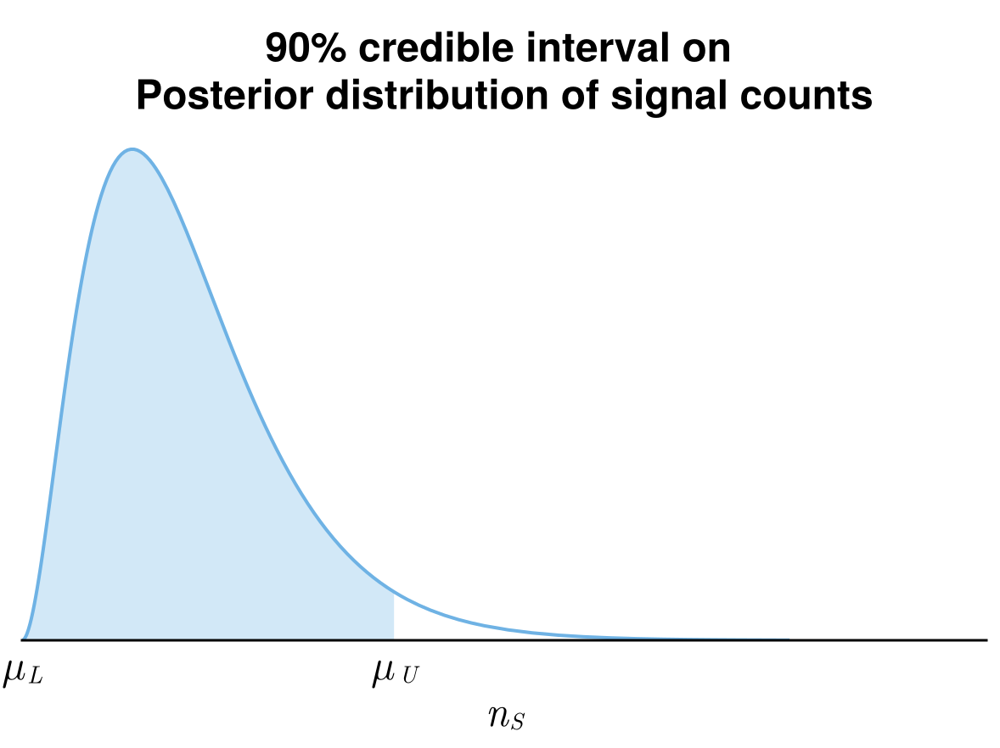 90% credible interval on
Posterior distribution of signal counts
μ_L μ_U
n_S